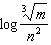 log ∛m / n²